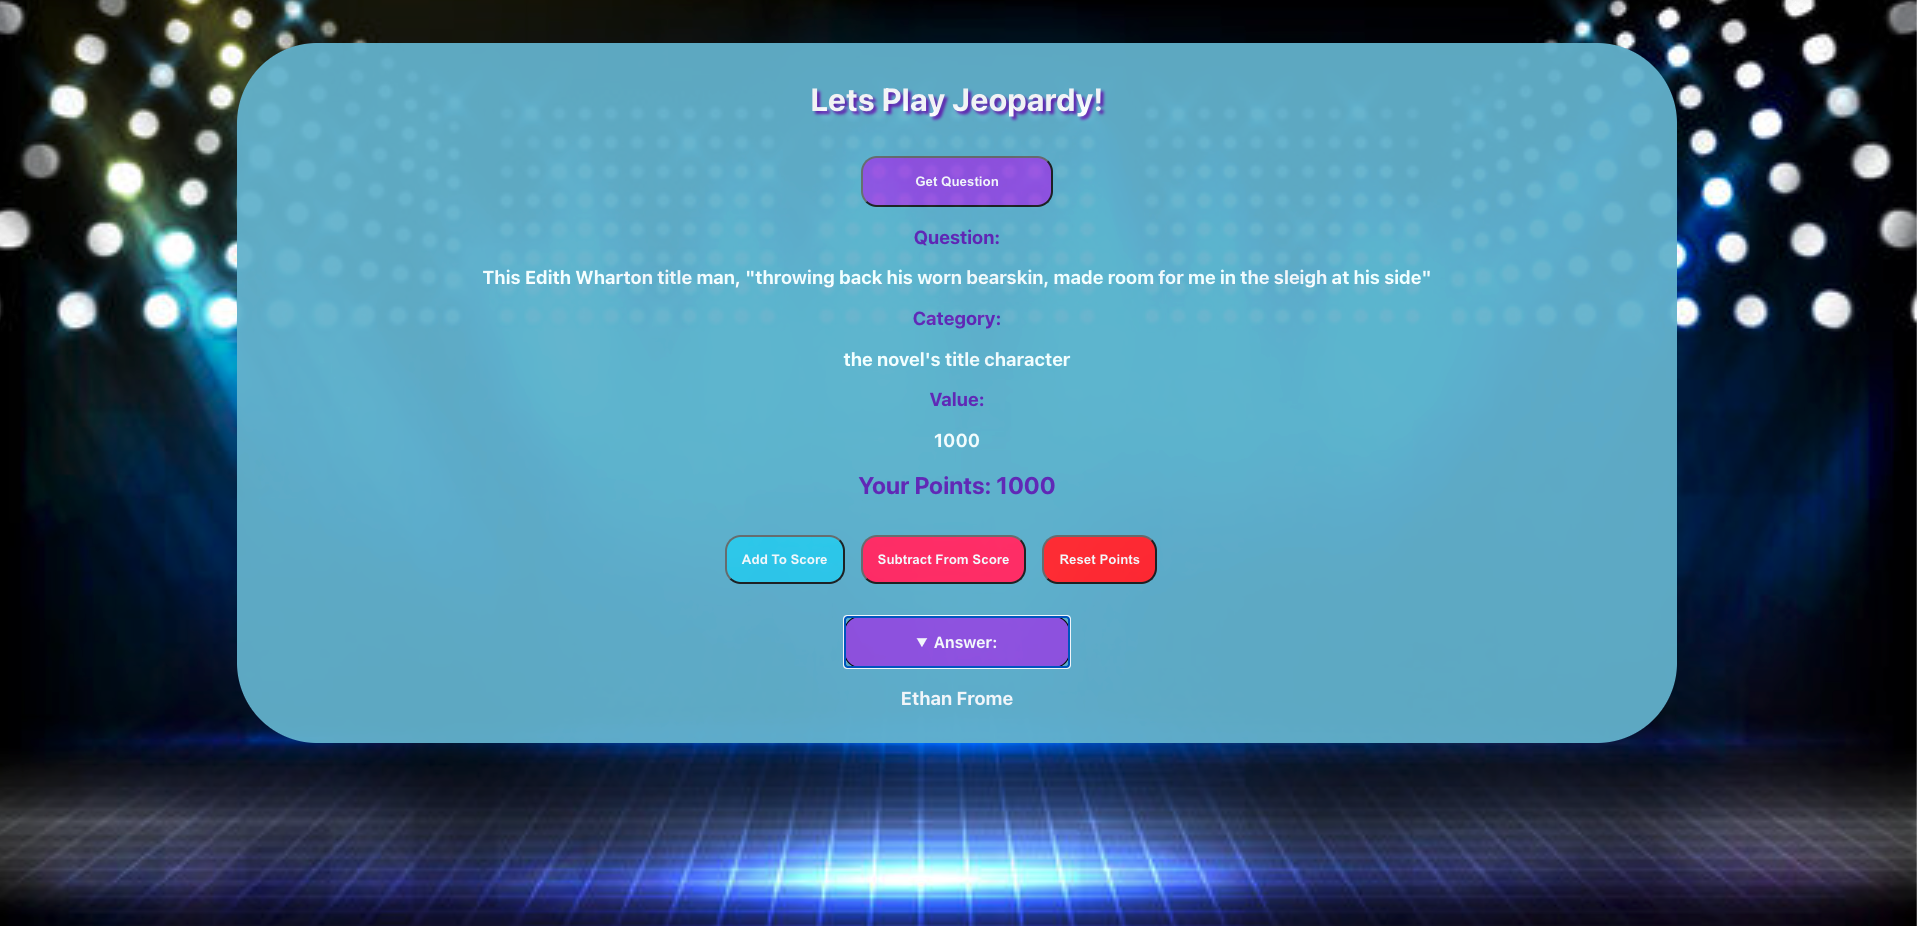 Lets Play Jeopardy!
Get Question
Question:
This Edith Wharton title man, "throwing back his worn bearskin, made room for me in the sleigh at his side"
Category:
the novel's title character
Value:
1000
Your Points: 1000
Add To Score
Subtract From Score
Reset Points
▼ Answer:
Ethan Frome